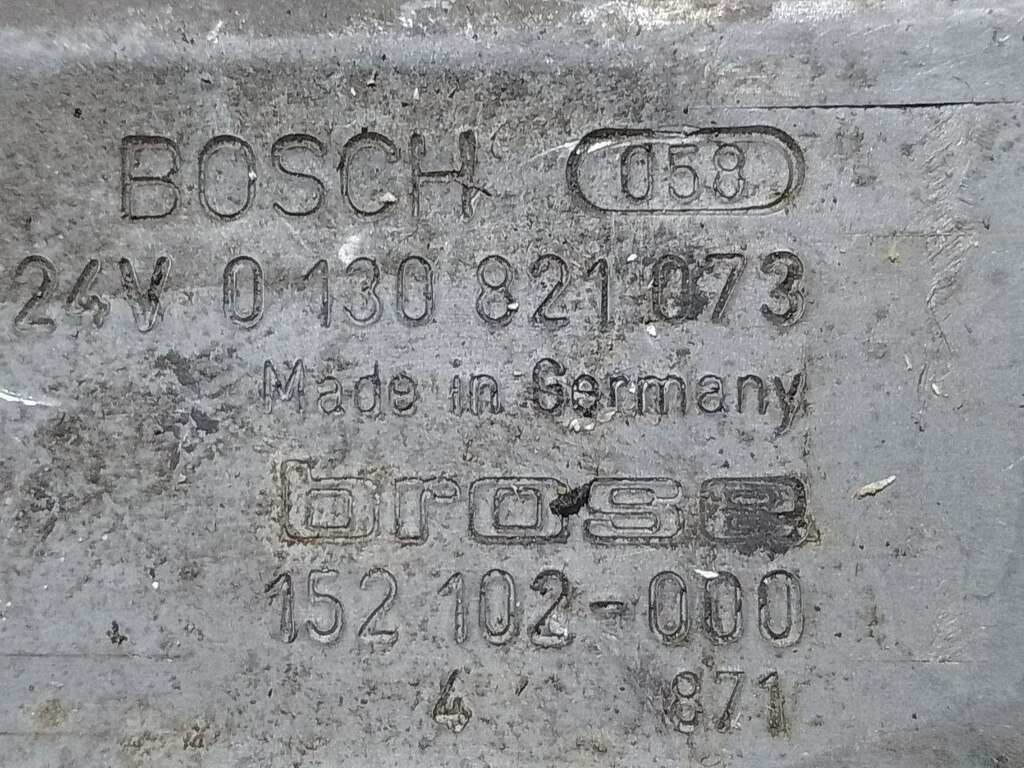 BOSCH 058
24V 0 130 821 073
Made in Germany
brose
152 102-000
4 871